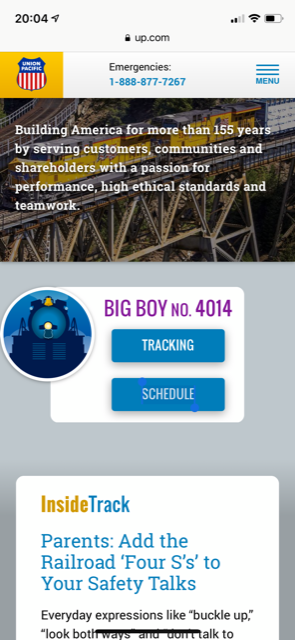 20:04
up.com
UNION
PACIFIC
Emergencies:
1-888-877-7267
MENU
Building America for more than 155 years
by serving customers, communities and
shareholders with a passion for
performance, high ethical standards and
teamwork.
BIG BOY NO. 4014
TRACKING
SCHEDULE
InsideTrack
Parents: Add the
Railroad ‘Four S’s’ to
Your Safety Talks
Everyday expressions like “buckle up,”
“look both ways” and “don’t talk to